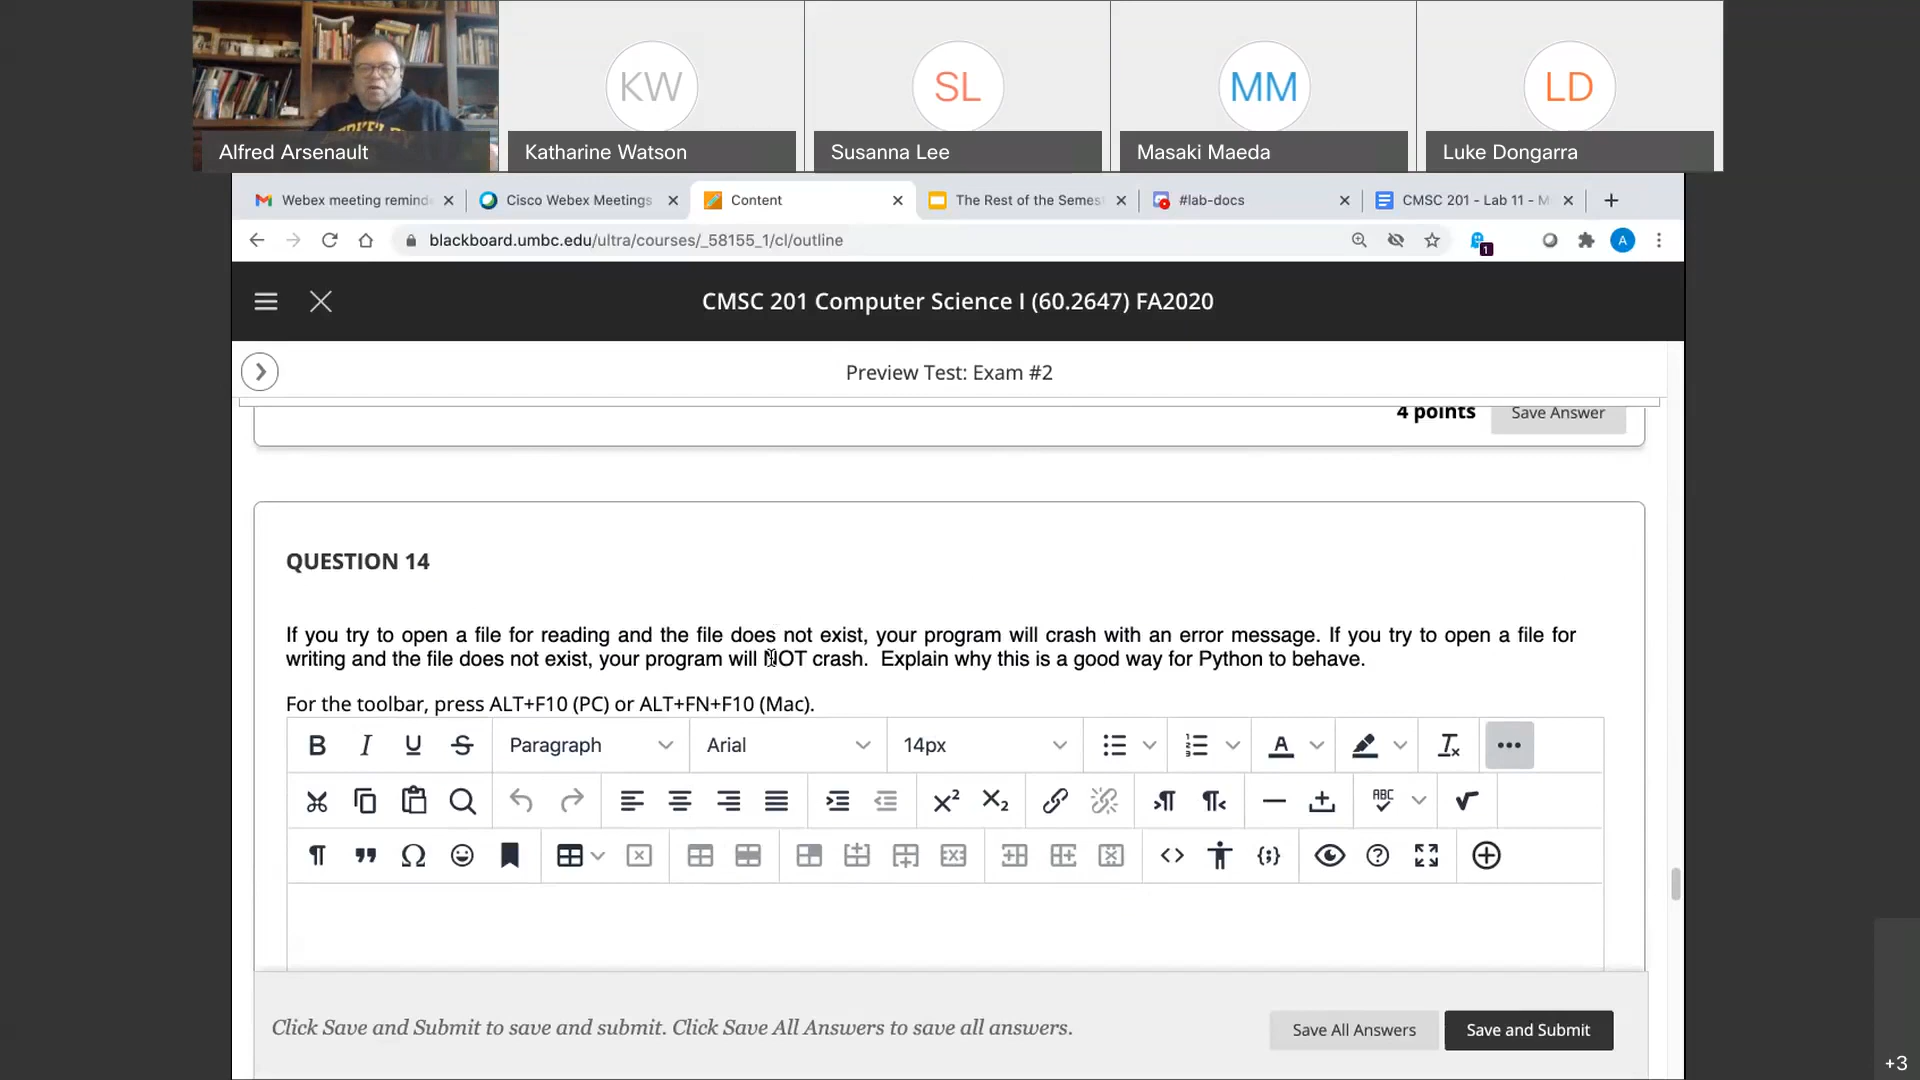 KW
SL
MM
LD
Alfred Arsenault
Katharine Watson
Susanna Lee
Masaki Maeda
Luke Dongarra
Webex meeting remind
Cisco Webex Meetings
Content
The Rest of the Semes
#lab-docs
CMSC 201 - Lab 11 - M
blackboard.umbc.edu/ultra/courses/_58155_1/cl/outline
1
A
CMSC 201 Computer Science I (60.2647) FA2020
Preview Test: Exam #2
4 points
Save Answer
QUESTION 14
If you try to open a file for reading and the file does not exist, your program will crash with an error message. If you try to open a file for
writing and the file does not exist, your program will NOT crash. Explain why this is a good way for Python to behave.
For the toolbar, press ALT+F10 (PC) or ALT+FN+F10 (Mac).
B I U S Paragraph Arial 14px
Click Save and Submit to save and submit. Click Save All Answers to save all answers.
Save All Answers
Save and Submit
+3